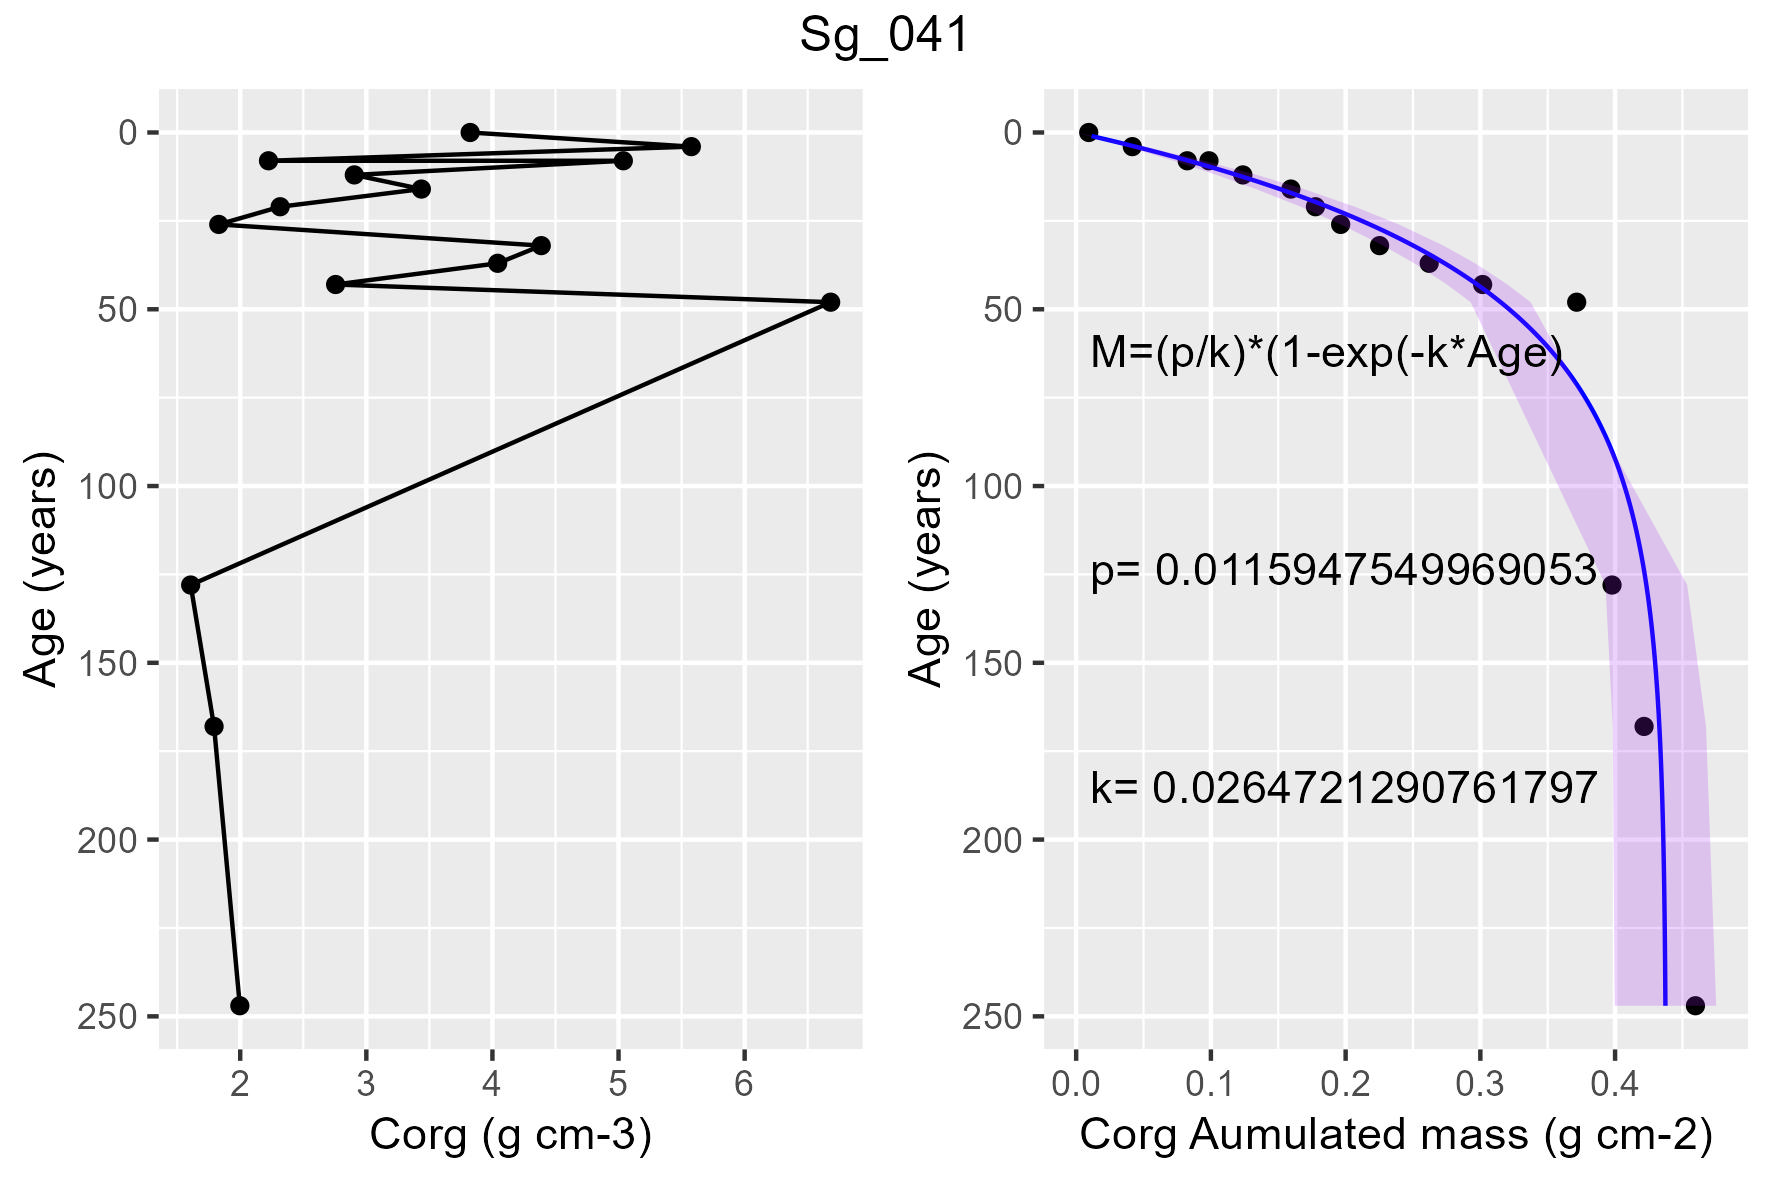 Sg_041
0
50
100
150
200
250
Age (years)
2 3 4 5 6
Corg (g cm-3)
0
50
100
150
200
250
Age (years)
M=(p/k)*(1-exp(-k*Age)
p= 0.0115947549969053
k= 0.0264721290761797
0.0 0.1 0.2 0.3 0.4
Corg Aumulated mass (g cm-2)